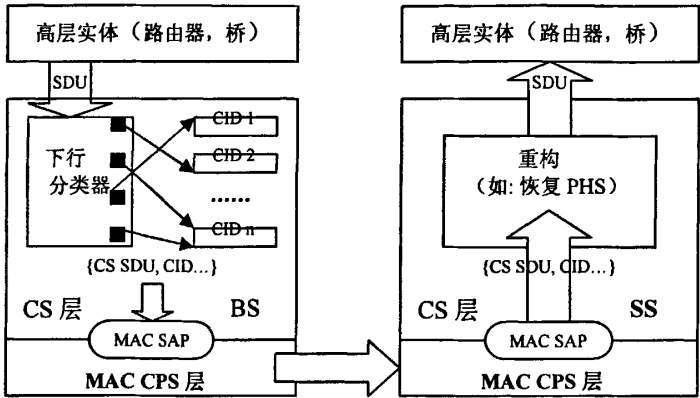 高层实体（路由器，桥）
SDU
下行
分类器
CID 1
CID 2
……
CID n
{CS SDU, CID…}
CS 层
BS
MAC SAP
MAC CPS 层
高层实体（路由器，桥）
SDU
重构
（如: 恢复 PHS）
{CS SDU, CID…}
CS 层
SS
MAC SAP
MAC CPS 层